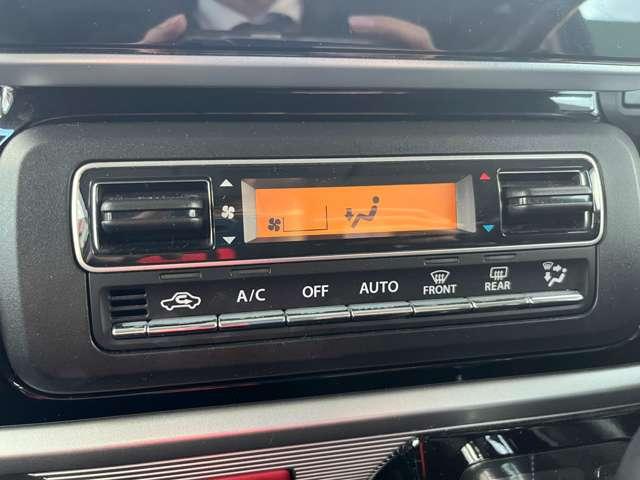 A/C OFF AUTO FRONT REAR